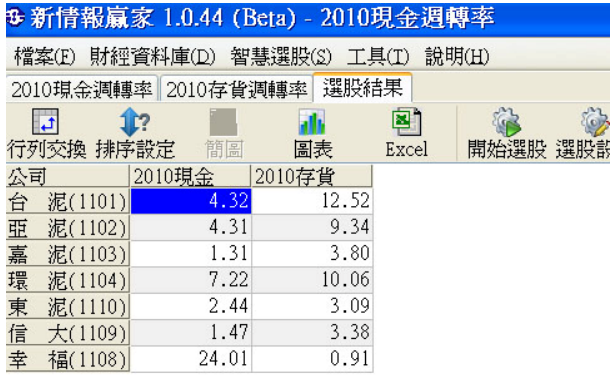 新情報贏家 1.0.44 (Beta) - 2010現金週轉率
檔案(F) 財經資料庫(D) 智慧選股(S) 工具(T) 說明(H)
2010現金週轉率 2010存貨週轉率 選股結果
行列交換 排序設定 簡圖 圖表 Excel 開始選股 選股設
公司 2010現金 2010存貨
台 泥(1101) 4.32 12.52
亞 泥(1102) 4.31 9.34
嘉 泥(1103) 1.31 3.80
環 泥(1104) 7.22 10.06
東 泥(1110) 2.44 3.09
信 大(1109) 1.47 3.38
幸 福(1108) 24.01 0.91